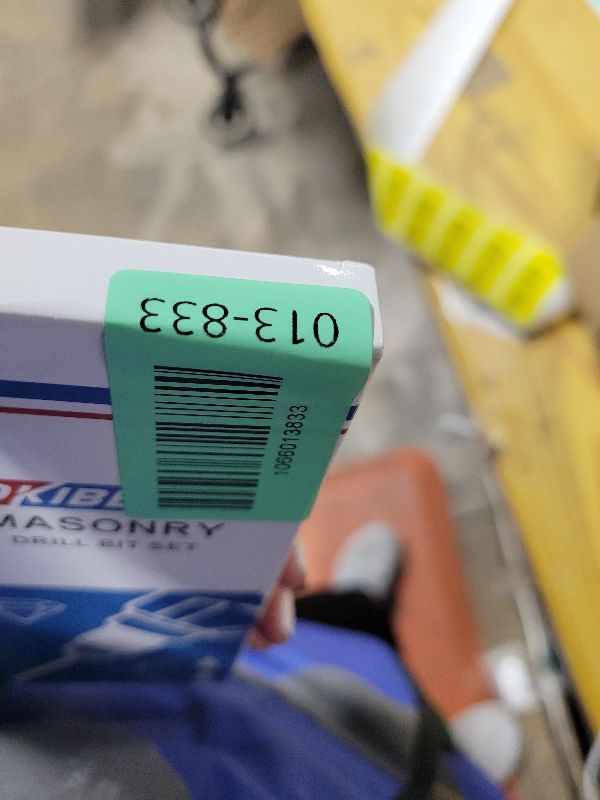 013-833
1066013833
MASONRY
DRILL BIT SET